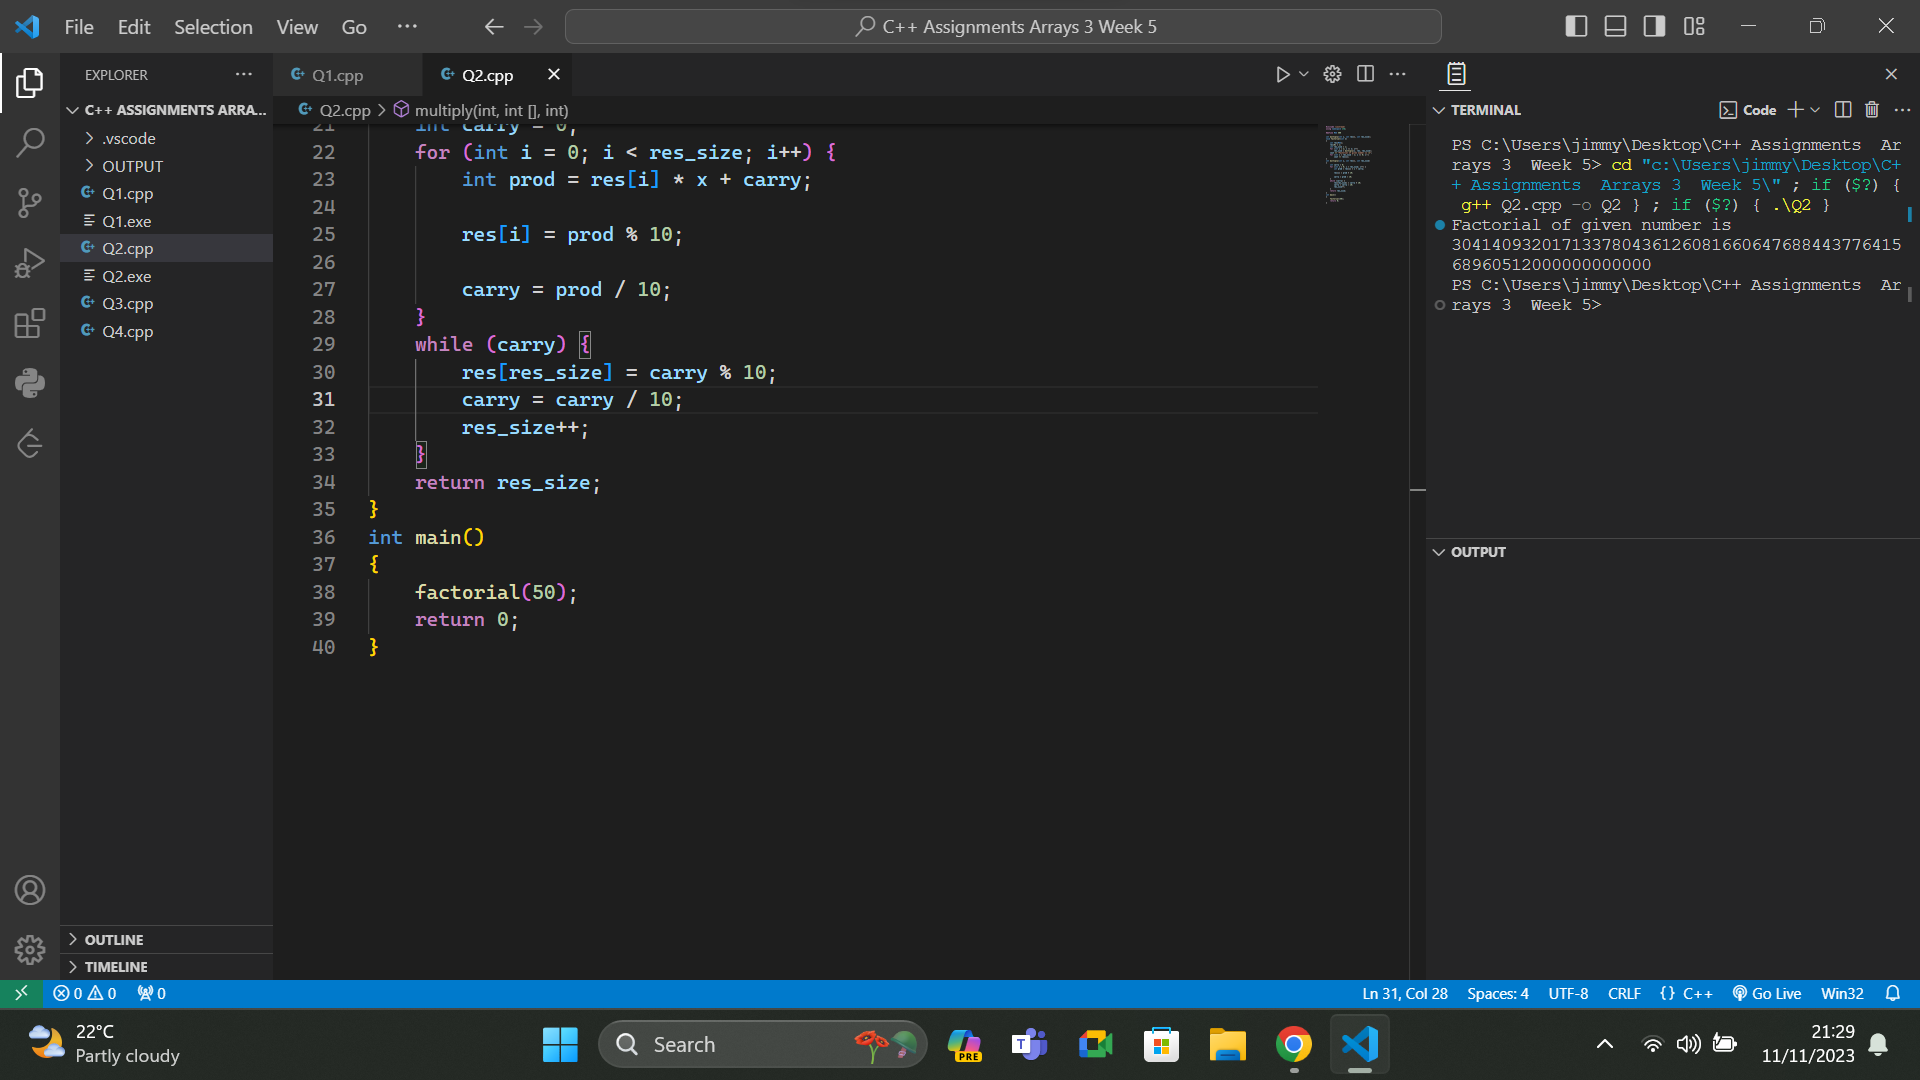 File Edit Selection View Go ···
C++ Assignments Arrays 3 Week 5
EXPLORER ···
C++ ASSIGNMENTS ARRA...
.vscode
OUTPUT
Q1.cpp
Q1.exe
Q2.cpp
Q2.exe
Q3.cpp
Q4.cpp
OUTLINE
TIMELINE
Q1.cpp
Q2.cpp
Q2.cpp > multiply(int, int [], int)
21 int carry = 0;
22 for (int i = 0; i < res_size; i++) {
23 int prod = res[i] * x + carry;
24
25 res[i] = prod % 10;
26
27 carry = prod / 10;
28 }
29 while (carry) {
30 res[res_size] = carry % 10;
31 carry = carry / 10;
32 res_size++;
33 }
34 return res_size;
35 }
36 int main()
37 {
38 factorial(50);
39 return 0;
40 }
TERMINAL
Code
PS C:\Users\jimmy\Desktop\C++ Assignments  Ar
rays 3  Week 5> cd "c:\Users\jimmy\Desktop\C+
+ Assignments  Arrays 3  Week 5\" ; if ($?) {
g++ Q2.cpp -o Q2 } ; if ($?) { .\Q2 }
Factorial of given number is
304140932017133780436126081660647688443776415
68960512000000000000
PS C:\Users\jimmy\Desktop\C++ Assignments  Ar
rays 3  Week 5>
OUTPUT
0 0 0
Ln 31, Col 28 Spaces: 4 UTF-8 CRLF {} C++ Go Live Win32
22°C
Partly cloudy
Search
PRE
T
21:29
11/11/2023